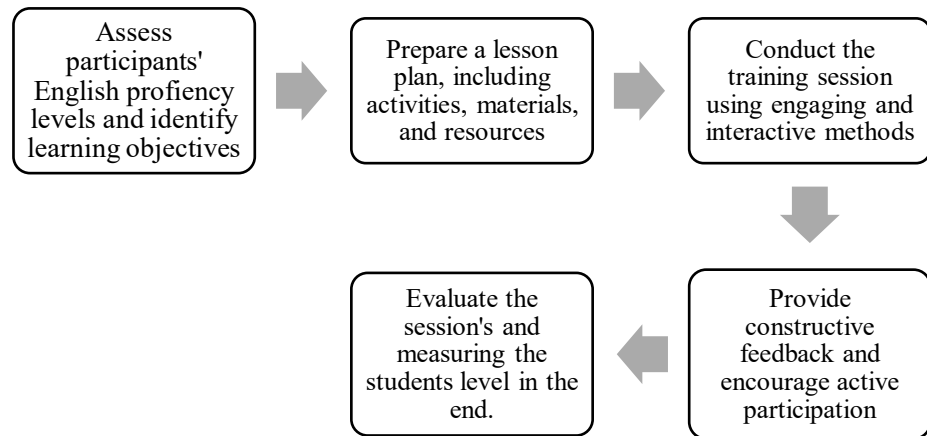 Assess
participants'
English profiency
levels and identify
learning objectives
Prepare a lesson
plan, including
activities, materials,
and resources
Conduct the
training session
using engaging and
interactive methods
Provide
constructive
feedback and
encourage active
participation
Evaluate the
session's and
measuring the
students level in the
end.